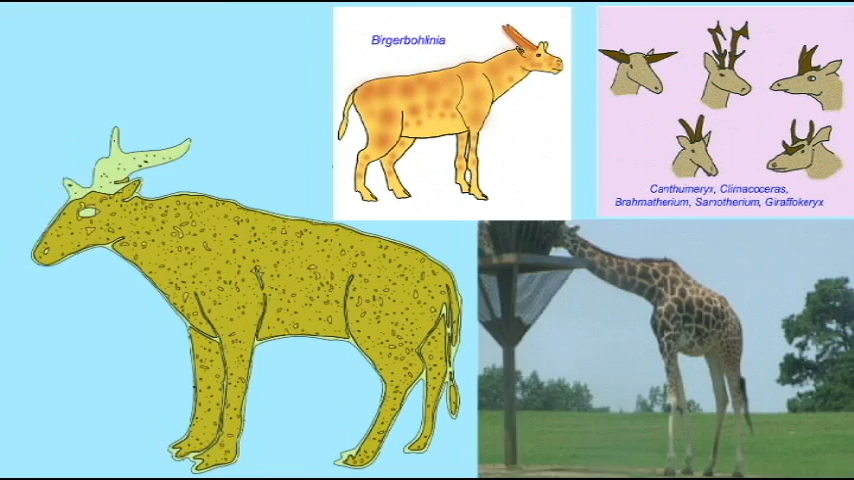 Birgerbohlinia
Canthumeryx, Climacoceras,
Brahmatherium, Samotherium, Giraffokeryx